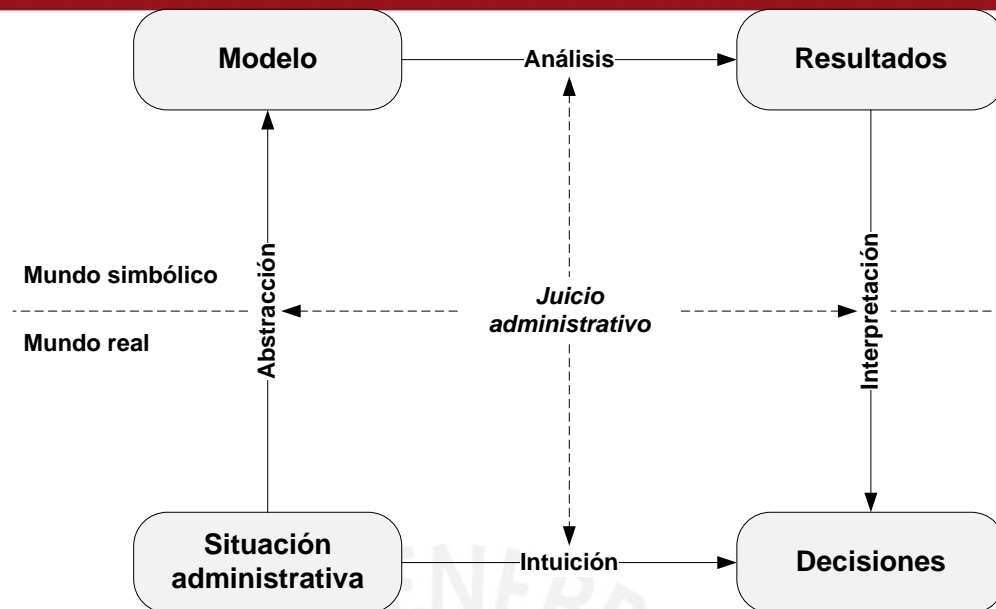 Modelo
Análisis
Resultados
Mundo simbólico
Mundo real
Abstracción
Juicio
administrativo
Interpretación
Situación
administrativa
Intuición
Decisiones